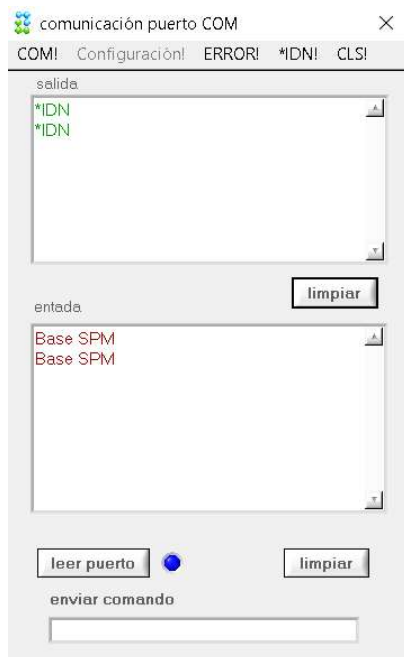 comunicación puerto COM
COM! Configuración! ERROR! *IDN! CLS!
salida
*IDN
*IDN
limpiar
entada
Base SPM
Base SPM
leer puerto limpiar
enviar comando